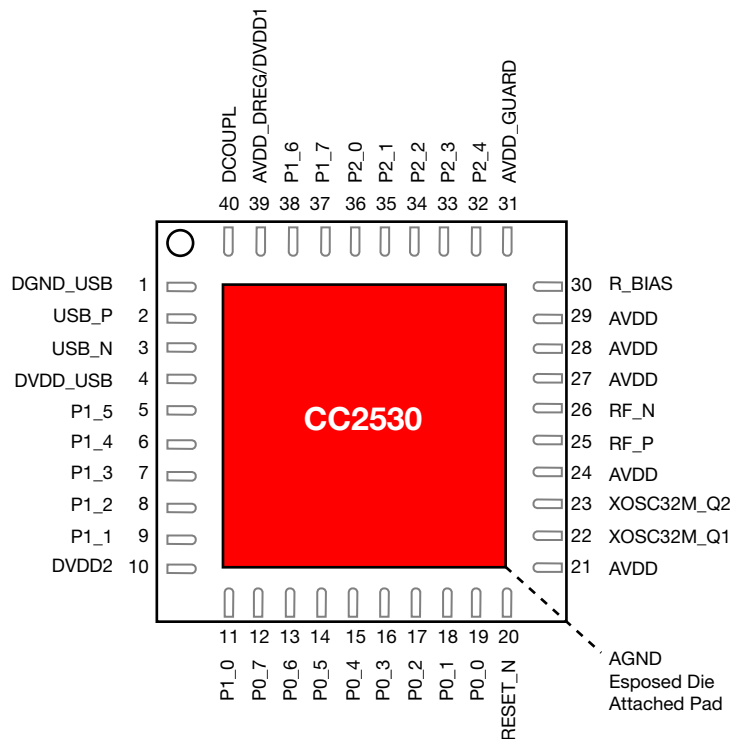 DCOUPL
AVDD_DREG/DVDD1
P1_6
P1_7
P2_0
P2_1
P2_2
P2_3
P2_4
AVDD_GUARD
40 39 38 37 36 35 34 33 32 31
DGND_USB 1
USB_P 2
USB_N 3
DVDD_USB 4
P1_5 5
P1_4 6
P1_3 7
P1_2 8
P1_1 9
DVDD2 10
CC2530
30 R_BIAS
29 AVDD
28 AVDD
27 AVDD
26 RF_N
25 RF_P
24 AVDD
23 XOSC32M_Q2
22 XOSC32M_Q1
21 AVDD
11 12 13 14 15 16 17 18 19 20
P1_0
P0_7
P0_6
P0_5
P0_4
P0_3
P0_2
P0_1
P0_0
RESET_N
AGND
Esposed Die
Attached Pad